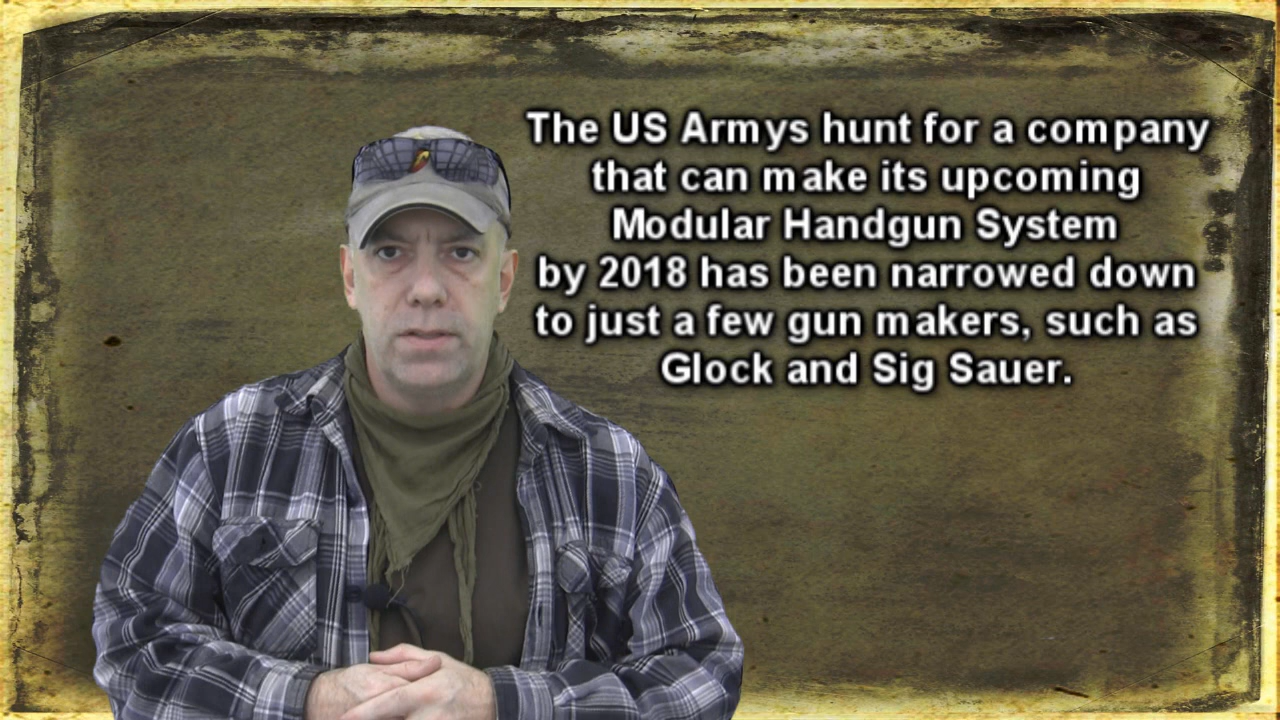 The US Armys hunt for a company
that can make its upcoming
Modular Handgun System
by 2018 has been narrowed down
to just a few gun makers, such as
Glock and Sig Sauer.